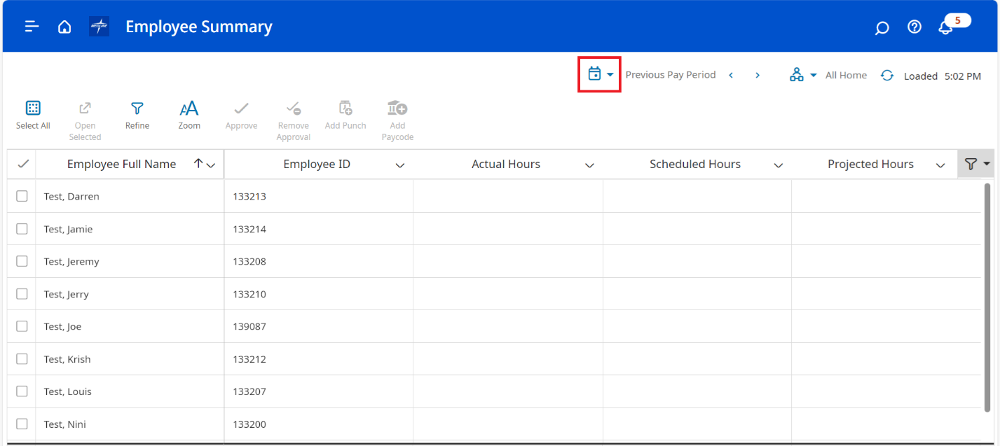 MEDLINE
Employee Summary
5
Previous Pay Period
All Home
Loaded 5:02 PM
Select All
Open
Selected
Refine
AA
Zoom
Approve
Remove
Approval
Add Punch
Add
Paycode
Employee Full Name Employee ID Actual Hours Scheduled Hours Projected Hours
Test, Darren 133213
Test, Jamie 133214
Test, Jeremy 133208
Test, Jerry 133210
Test, Joe 139087
Test, Krish 133212
Test, Louis 133207
Test, Nini 133200